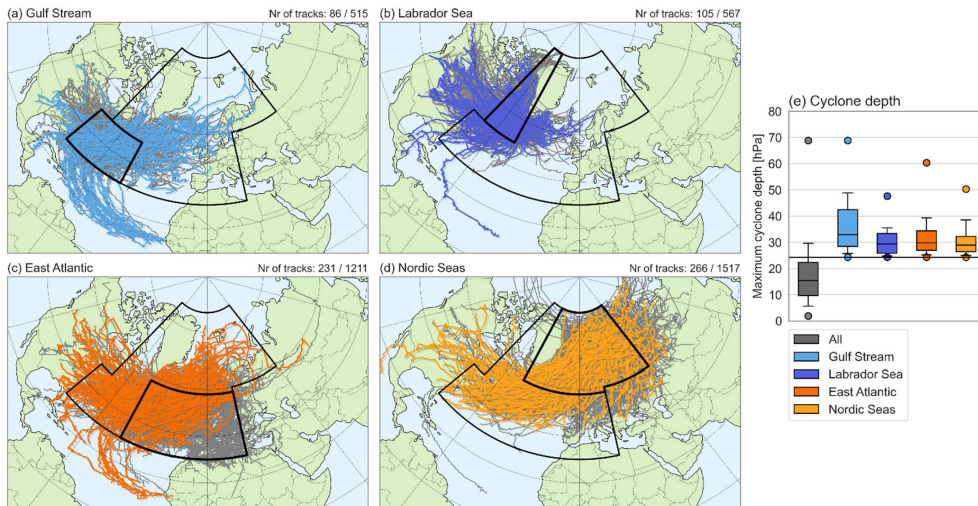 (a) Gulf Stream
Nr of tracks: 86 / 515
(b) Labrador Sea
Nr of tracks: 105 / 567
(c) East Atlantic
Nr of tracks: 231 / 1211
(d) Nordic Seas
Nr of tracks: 266 / 1517
(e) Cyclone depth
Maximum cyclone depth [hPa]
80
70
60
50
40
30
20
10
0
All
Gulf Stream
Labrador Sea
East Atlantic
Nordic Seas